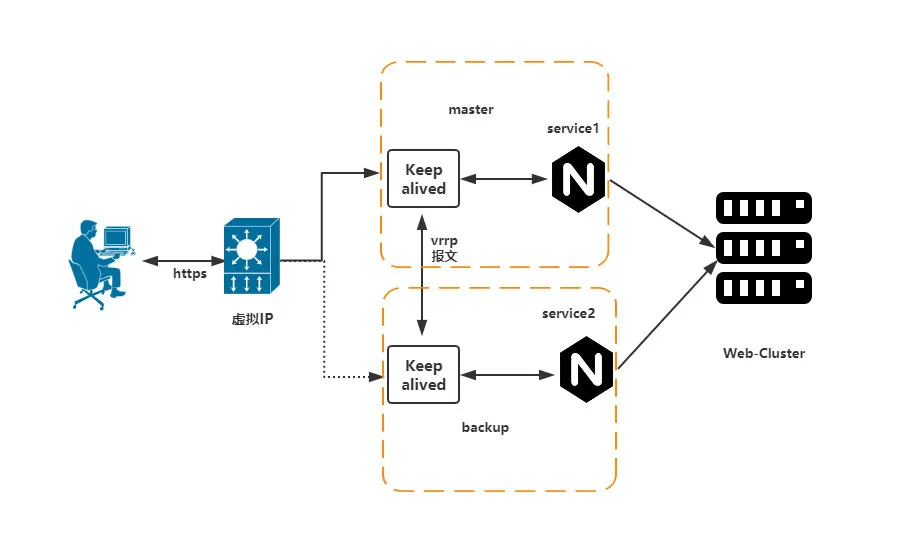 master
service1
Keep
alived
N
vrrp
报文
https
虚拟IP
service2
Web-Cluster
Keep
alived
N
backup